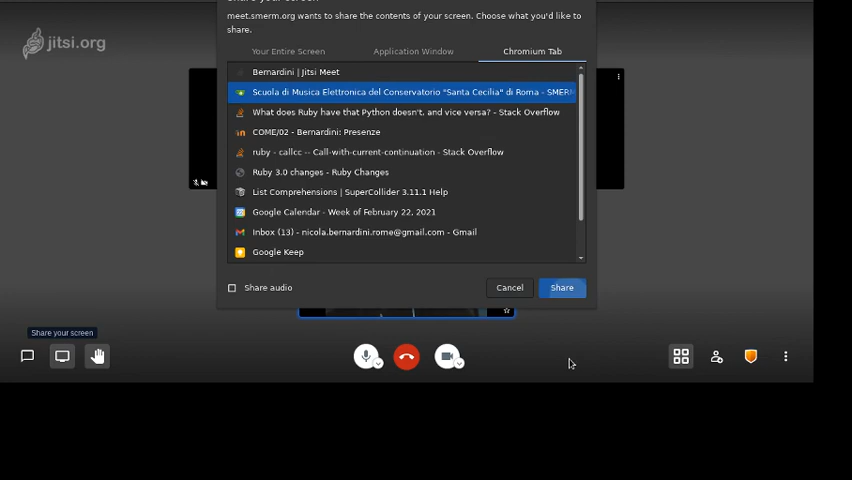 meet.smerm.org wants to share the contents of your screen. Choose what you'd like to
share.
jitsi.org
Your Entire Screen
Application Window
Chromium Tab
Bernardini | Jitsi Meet
Scuola di Musica Elettronica del Conservatorio "Santa Cecilia" di Roma - SMERM
What does Ruby have that Python doesn't, and vice versa? - Stack Overflow
COME/02 - Bernardini: Presenze
ruby - callcc -- Call-with-current-continuation - Stack Overflow
Ruby 3.0 changes - Ruby Changes
List Comprehensions | SuperCollider 3.11.1 Help
Google Calendar - Week of February 22, 2021
Inbox (13) - nicola.bernardini.rome@gmail.com - Gmail
Google Keep
Share audio
Cancel
Share
Share your screen